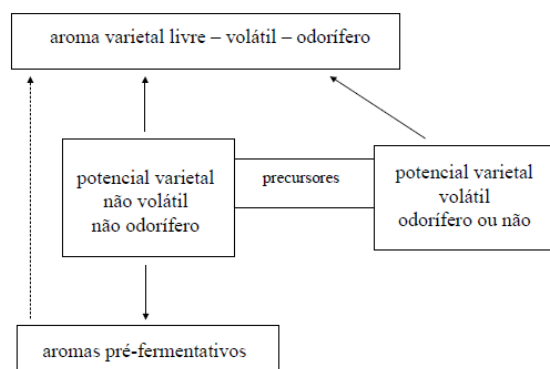 aroma varietal livre – volátil – odorífero
potencial varietal
não volátil
não odorífero
precursores
potencial varietal
volátil
odorífero ou não
aromas pré-fermentativos